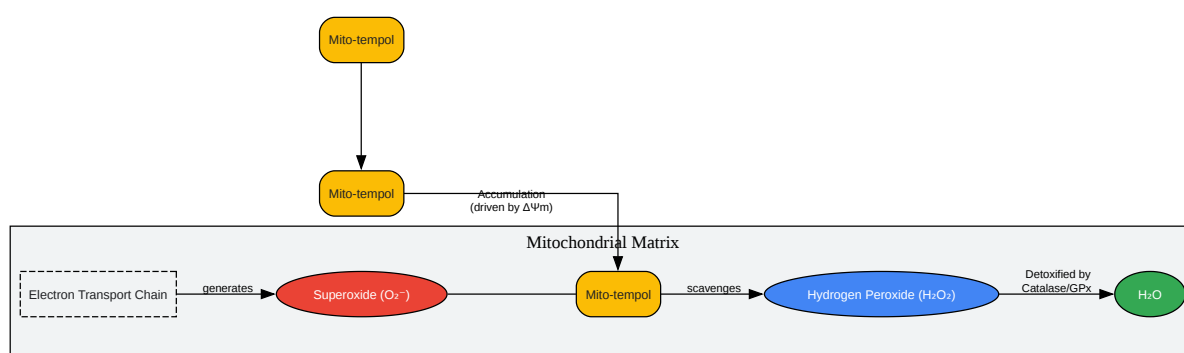 Mito-tempol
Mito-tempol
Accumulation
(driven by ΔΨm)
Mitochondrial Matrix
Electron Transport Chain
generates
Superoxide (O₂⁻)
Mito-tempol
scavenges
Hydrogen Peroxide (H₂O₂)
Detoxified by
Catalase/GPx
H₂O